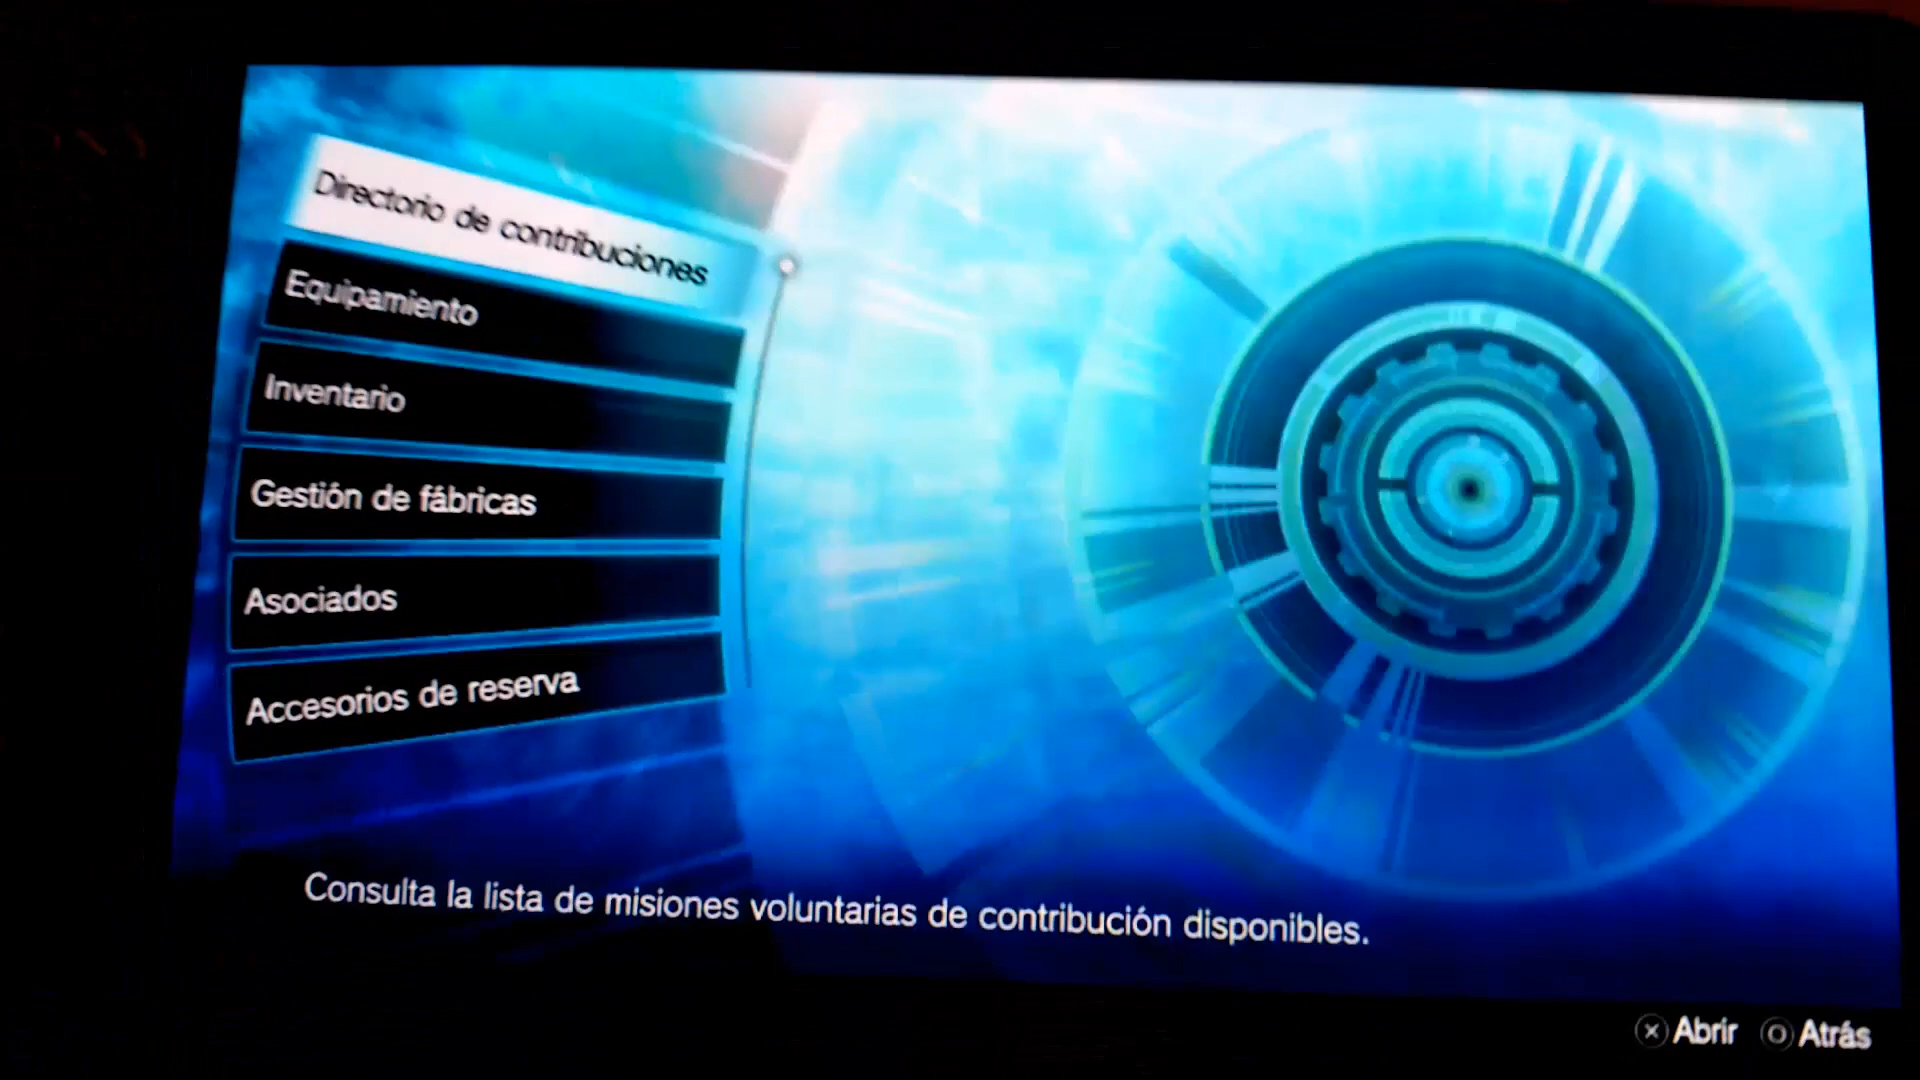 Directorio de contribuciones
Equipamiento
Inventario
Gestión de fábricas
Asociados
Accesorios de reserva
Consulta la lista de misiones voluntarias de contribución disponibles.
Abrir Atrás